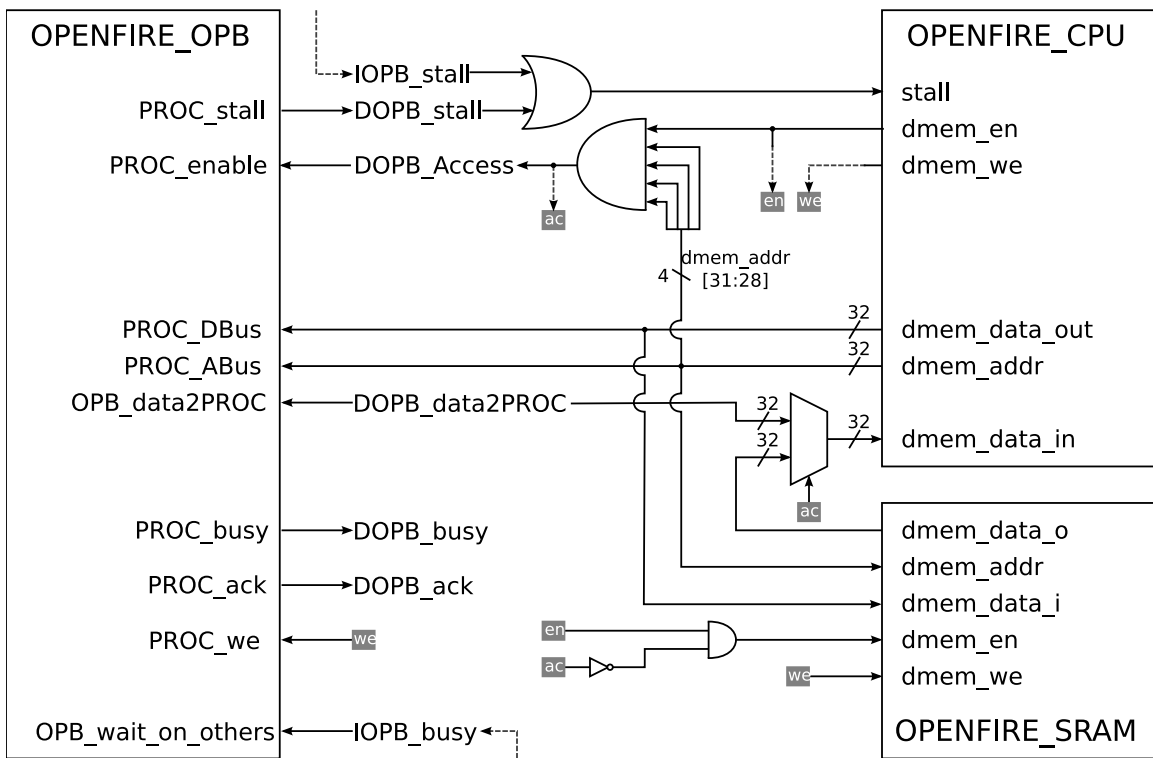 OPENFIRE_OPB
OPENFIRE_CPU
IOPB_stall
PROC_stall
DOPB_stall
stall
dmem_en
PROC_enable
DOPB_Access
dmem_we
en
we
ac
dmem_addr
4
[31:28]
PROC_DBus
32
dmem_data_out
PROC_ABus
32
dmem_addr
OPB_data2PROC
DOPB_data2PROC
32
32
32
dmem_data_in
ac
PROC_busy
DOPB_busy
dmem_data_o
dmem_addr
PROC_ack
DOPB_ack
dmem_data_i
PROC_we
we
en
dmem_en
ac
we
dmem_we
OPB_wait_on_others
IOPB_busy
OPENFIRE_SRAM